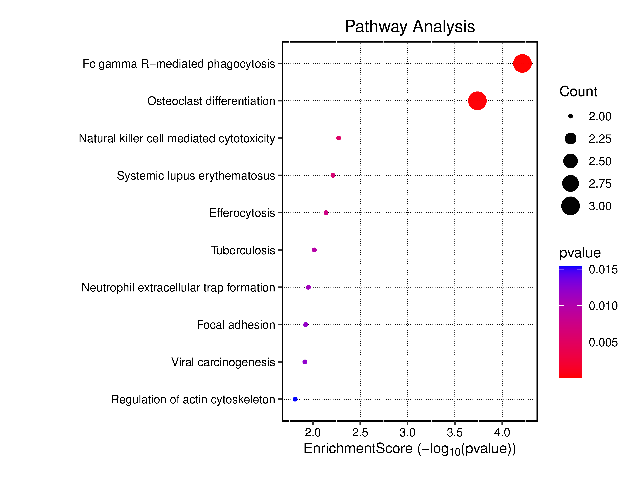 Pathway Analysis
Fc gamma R−mediated phagocytosis
Osteoclast differentiation
Natural killer cell mediated cytotoxicity
Systemic lupus erythematosus
Efferocytosis
Tuberculosis
Neutrophil extracellular trap formation
Focal adhesion
Viral carcinogenesis
Regulation of actin cytoskeleton
2.0 2.5 3.0 3.5 4.0
EnrichmentScore (−log10(pvalue))
Count
2.00
2.25
2.50
2.75
3.00
pvalue
0.015
0.010
0.005